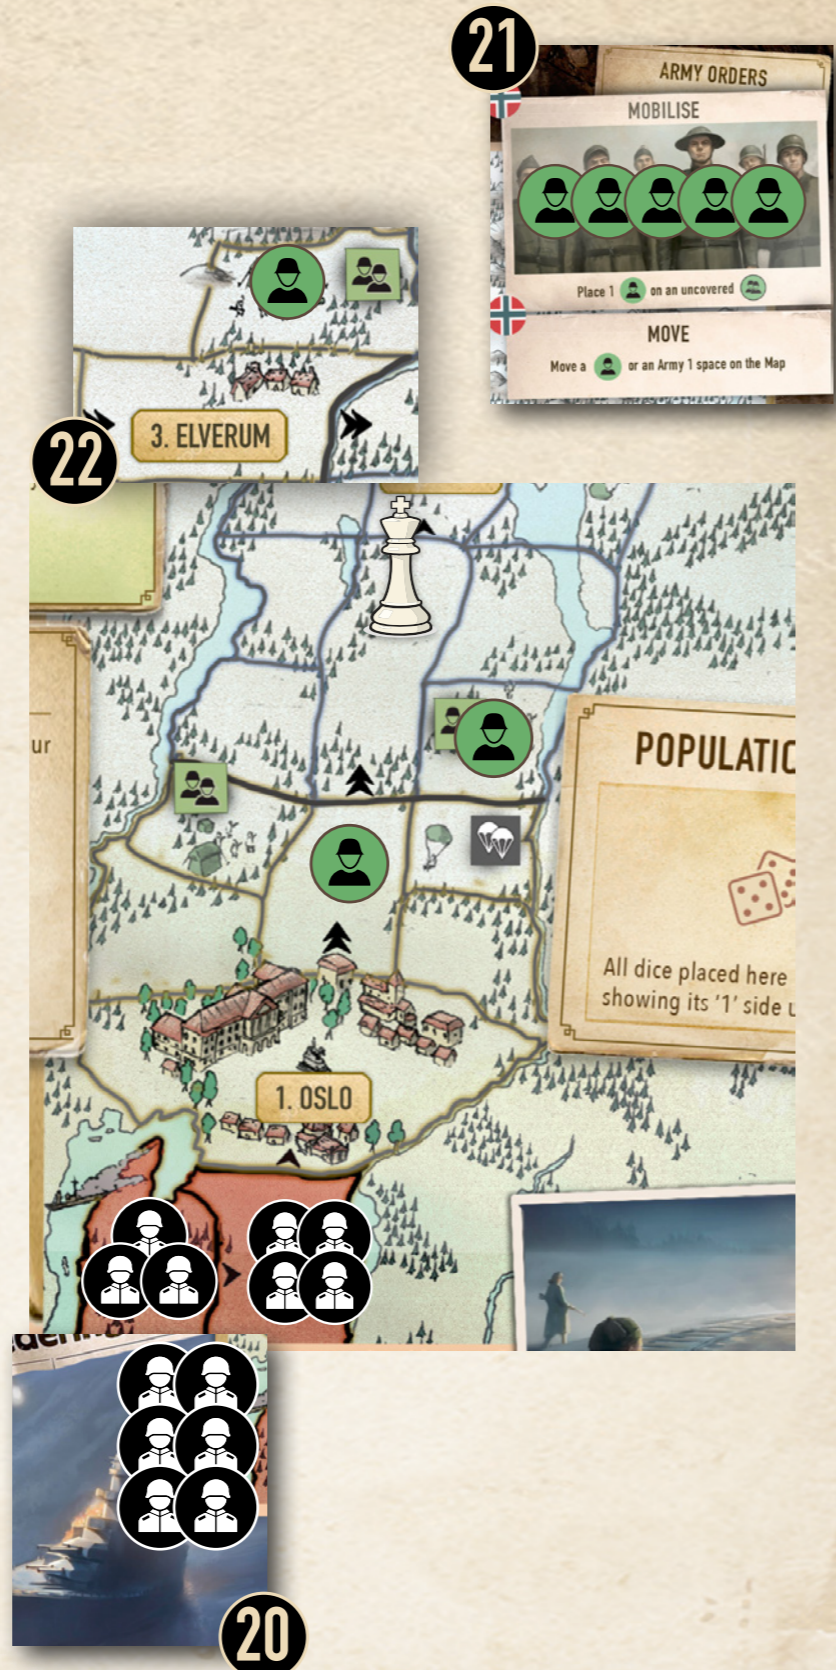 21
ARMY ORDERS
MOBILISE
Place 1 on an uncovered
MOVE
Move a or an Army 1 space on the Map
3. ELVERUM
22
ur
POPULATIC
All dice placed here
showing its '1' side u
1. OSLO
20